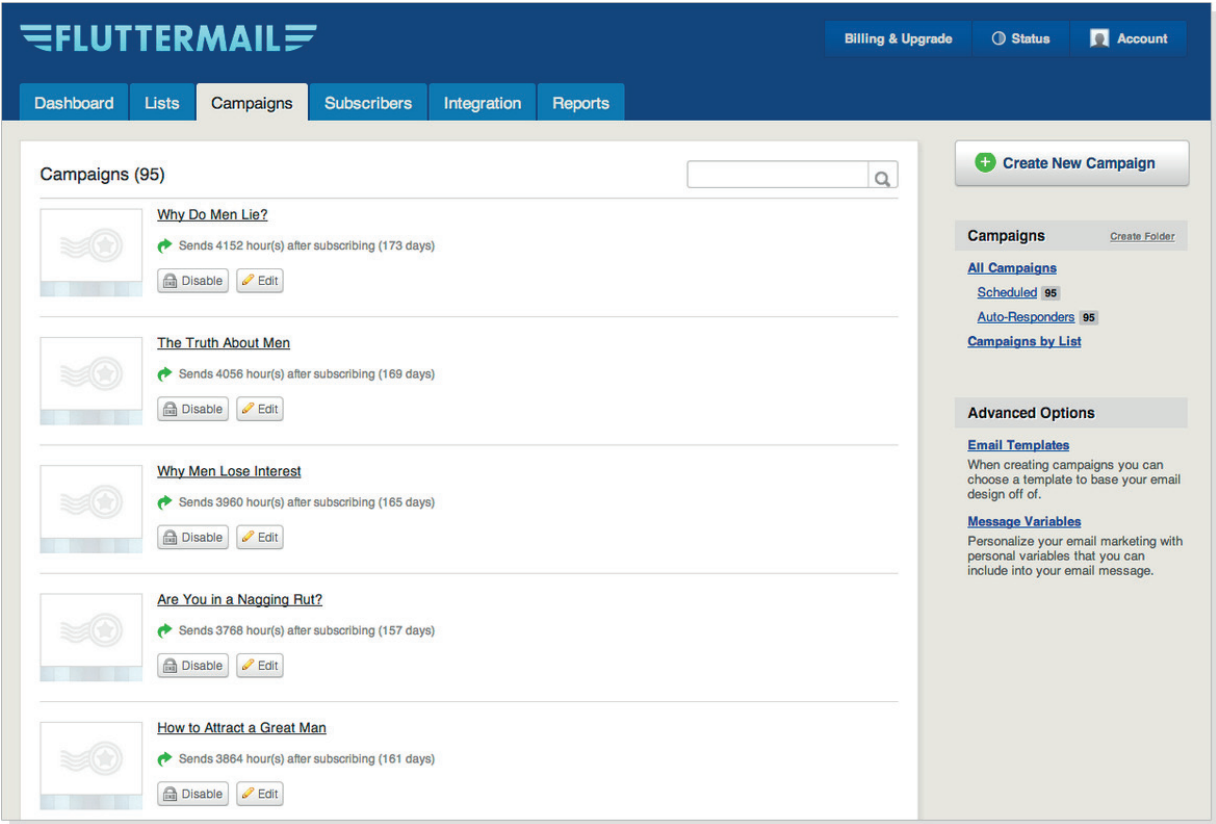 FLUTTERMAIL
Billing & Upgrade
Status
Account
Dashboard
Lists
Campaigns
Subscribers
Integration
Reports
Campaigns (95)
Why Do Men Lie?
Sends 4152 hour(s) after subscribing (173 days)
Disable
Edit
The Truth About Men
Sends 4056 hour(s) after subscribing (169 days)
Disable
Edit
Why Men Lose Interest
Sends 3960 hour(s) after subscribing (165 days)
Disable
Edit
Are You in a Nagging Rut?
Sends 3768 hour(s) after subscribing (157 days)
Disable
Edit
How to Attract a Great Man
Sends 3864 hour(s) after subscribing (161 days)
Disable
Edit
Create New Campaign
Campaigns
Create Folder
All Campaigns
Scheduled 95
Auto-Responders 95
Campaigns by List
Advanced Options
Email Templates
When creating campaigns you can
choose a template to base your email
design off of.
Message Variables
Personalize your email marketing with
personal variables that you can
include into your email message.